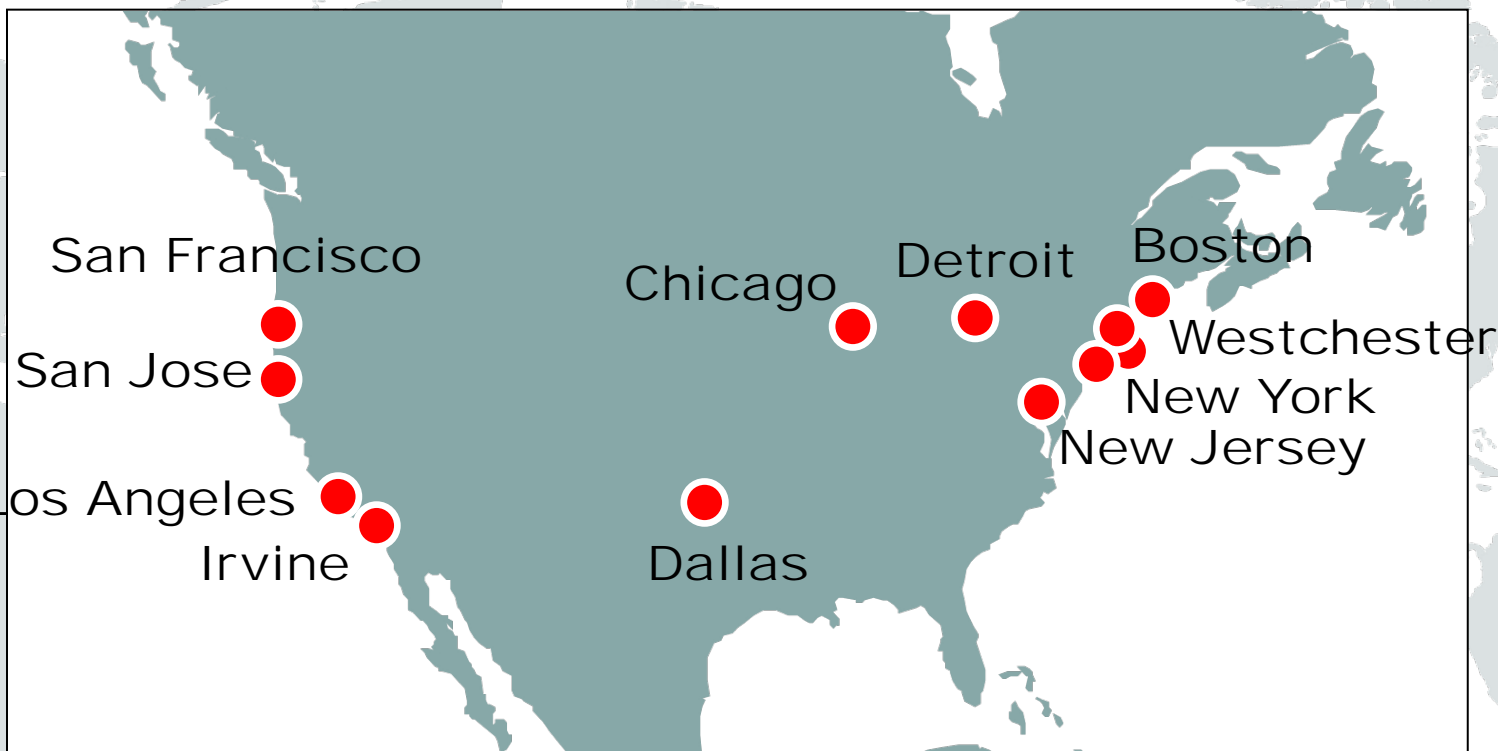 San Francisco
Detroit
Boston
Chicago
Westchester
San Jose
New York
New Jersey
Los Angeles
Irvine
Dallas